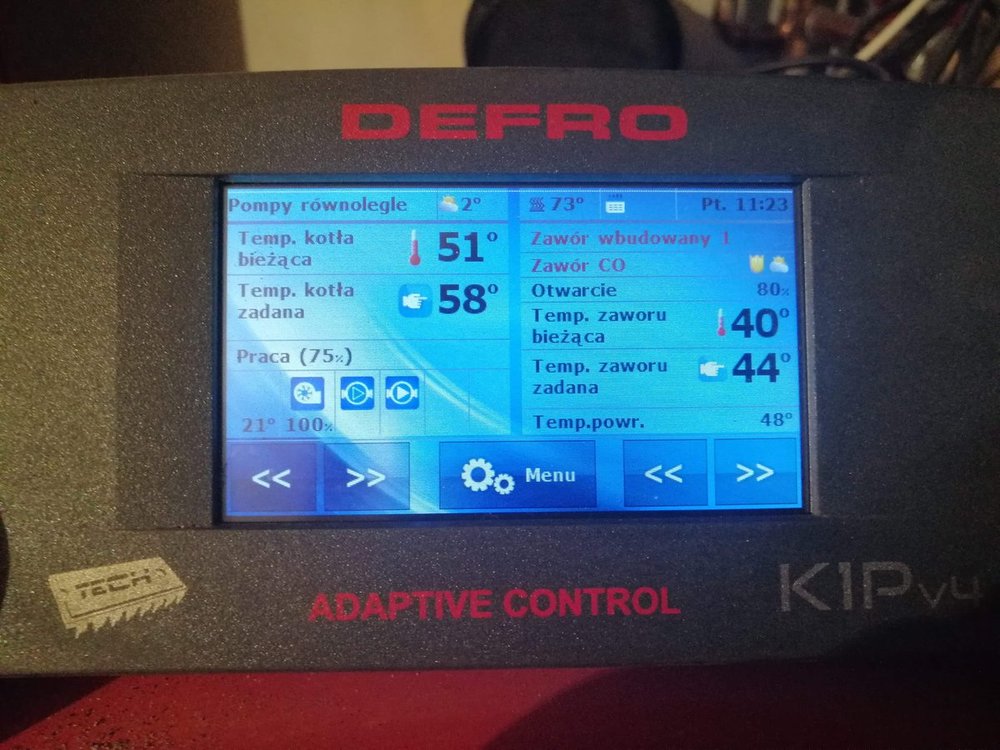 DEFRO
Pompy równolegle 2°
Temp. kotła
bieżąca
51°
Temp. kotła
zadana
58°
Praca (75%)
21° 100%
73° Pt. 11:23
Zawór wbudowany 1
Zawór CO
Otwarcie 80%
Temp. zaworu
bieżąca
40°
Temp. zaworu
zadana
44°
Temp.powr. 48°
<< >> Menu << >>
TECH
ADAPTIVE CONTROL
K1Pv4